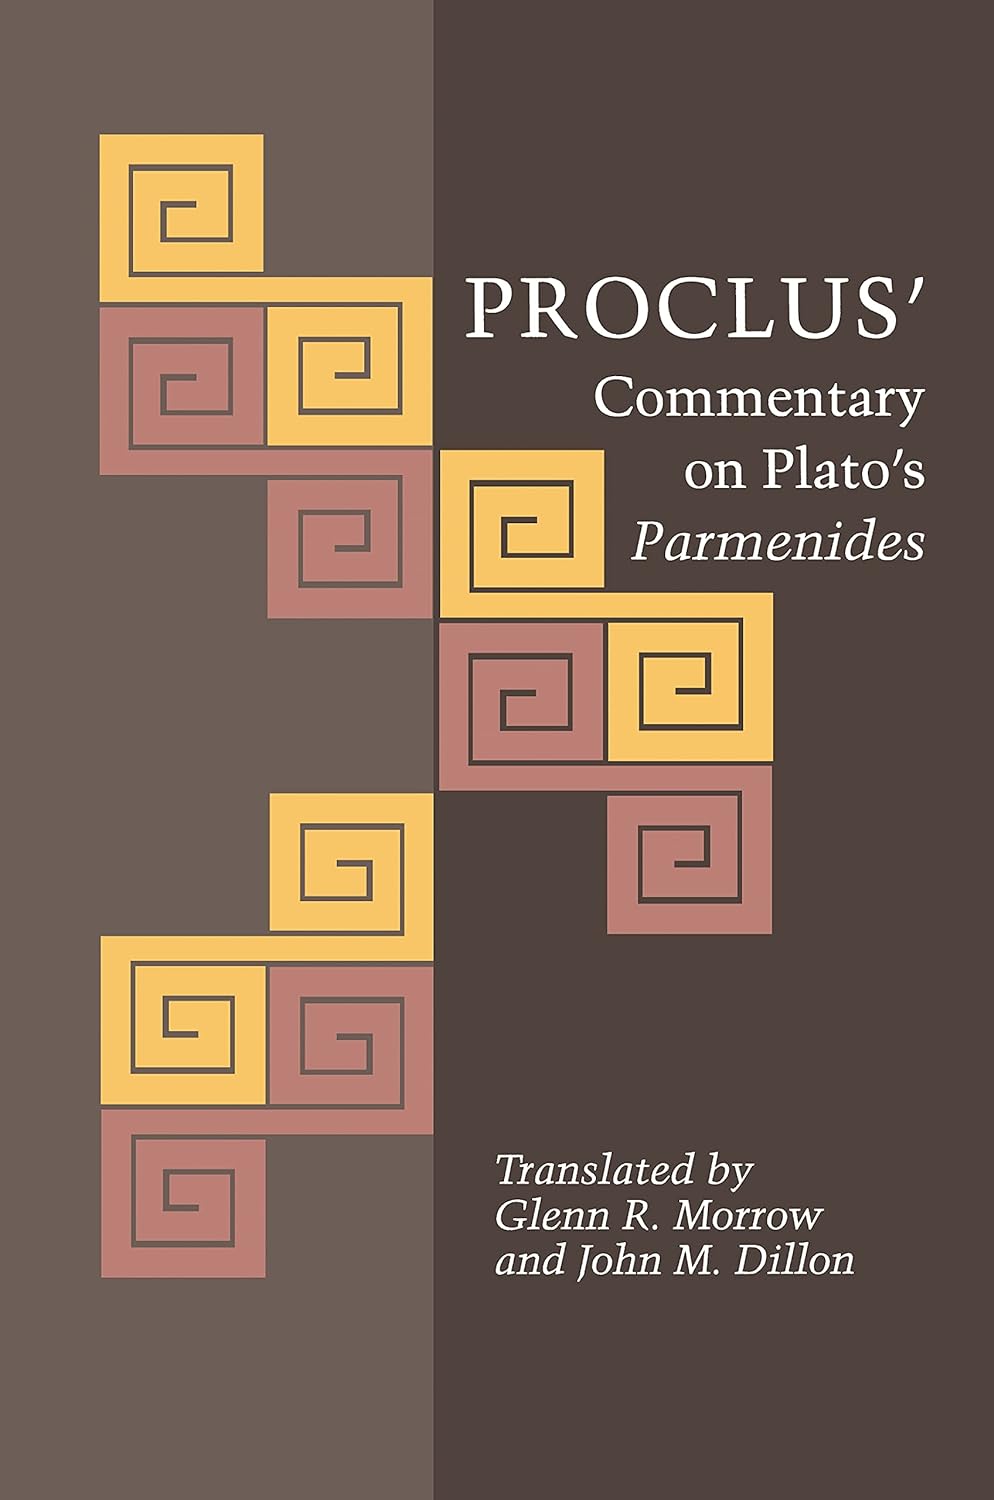 PROCLUS’
Commentary
on Plato’s
Parmenides
Translated by
Glenn R. Morrow
and John M. Dillon